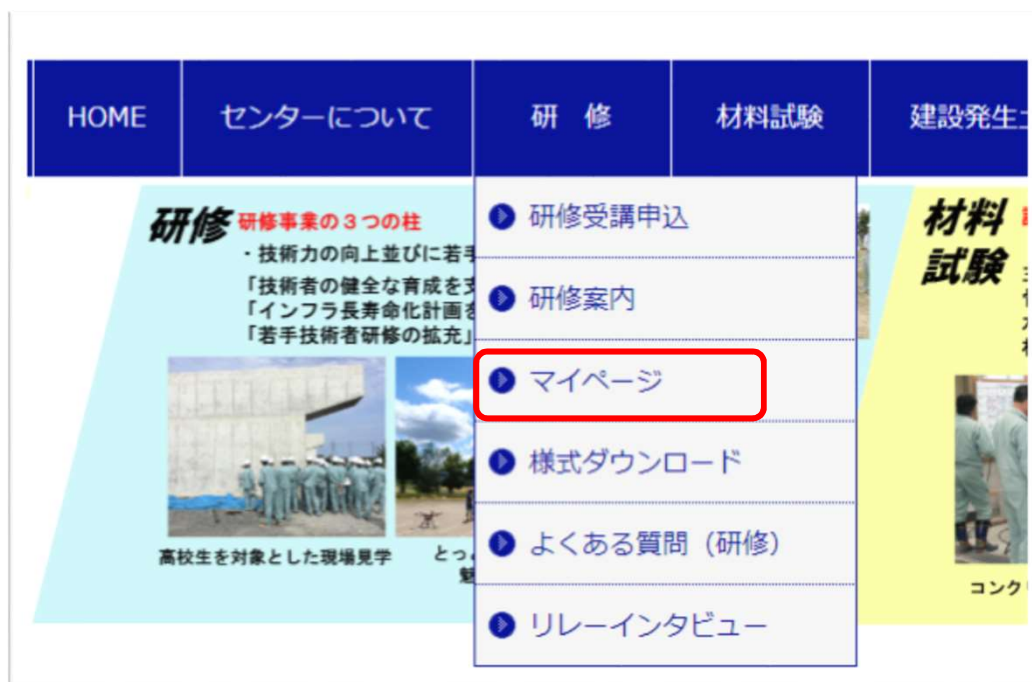 HOME
センターについて
研 修
材料試験
建設発生
研修受講申込
研修案内
マイページ
様式ダウンロード
よくある質問（研修）
リレーインタビュー
研修 研修事業の３つの柱
・技術力の向上並びに若手
「技術者の健全な育成を
「インフラ長寿命化計画
「若手技術者研修の拡充」
高校生を対象とした現場見学
とっ
材料
試験
コンク